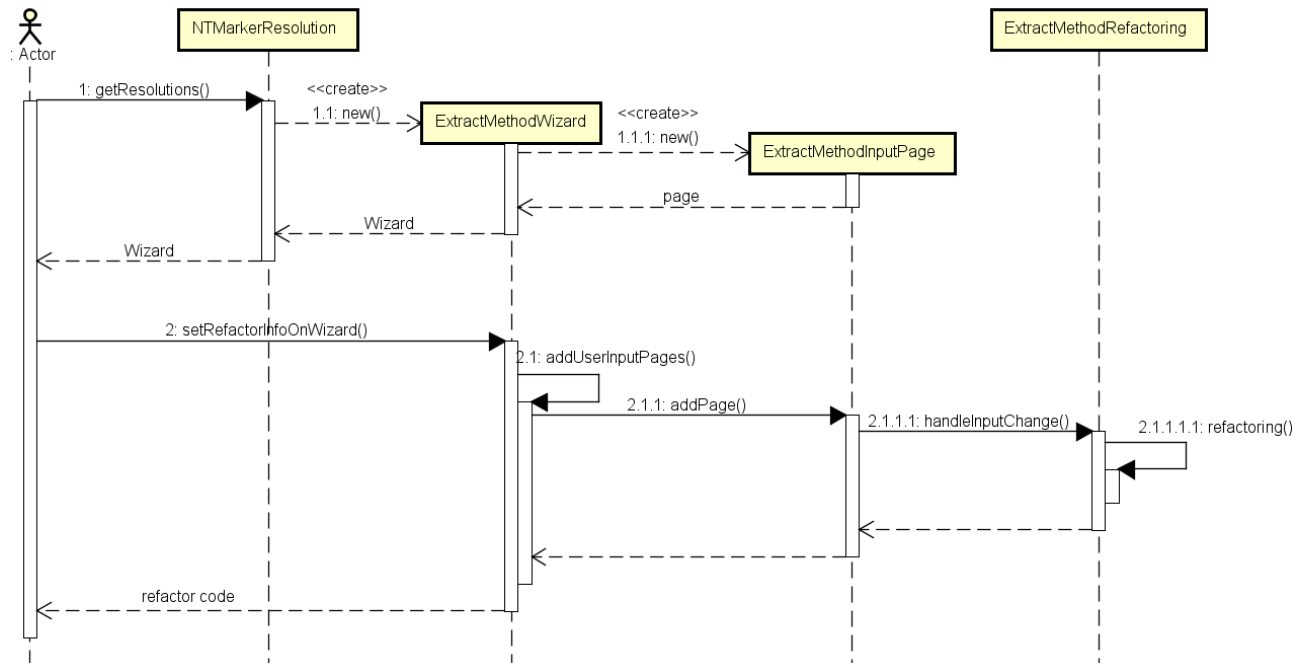 : Actor
NTMarkerResolution
ExtractMethodRefactoring
1: getResolutions()
<<create>>
1.1: new()
ExtractMethodWizard
<<create>>
1.1.1: new()
ExtractMethodInputPage
page
Wizard
Wizard
2: setRefactorInfoOnWizard()
2.1: addUserInputPages()
2.1.1: addPage()
2.1.1.1: handleInputChange()
2.1.1.1.1: refactoring()
refactor code